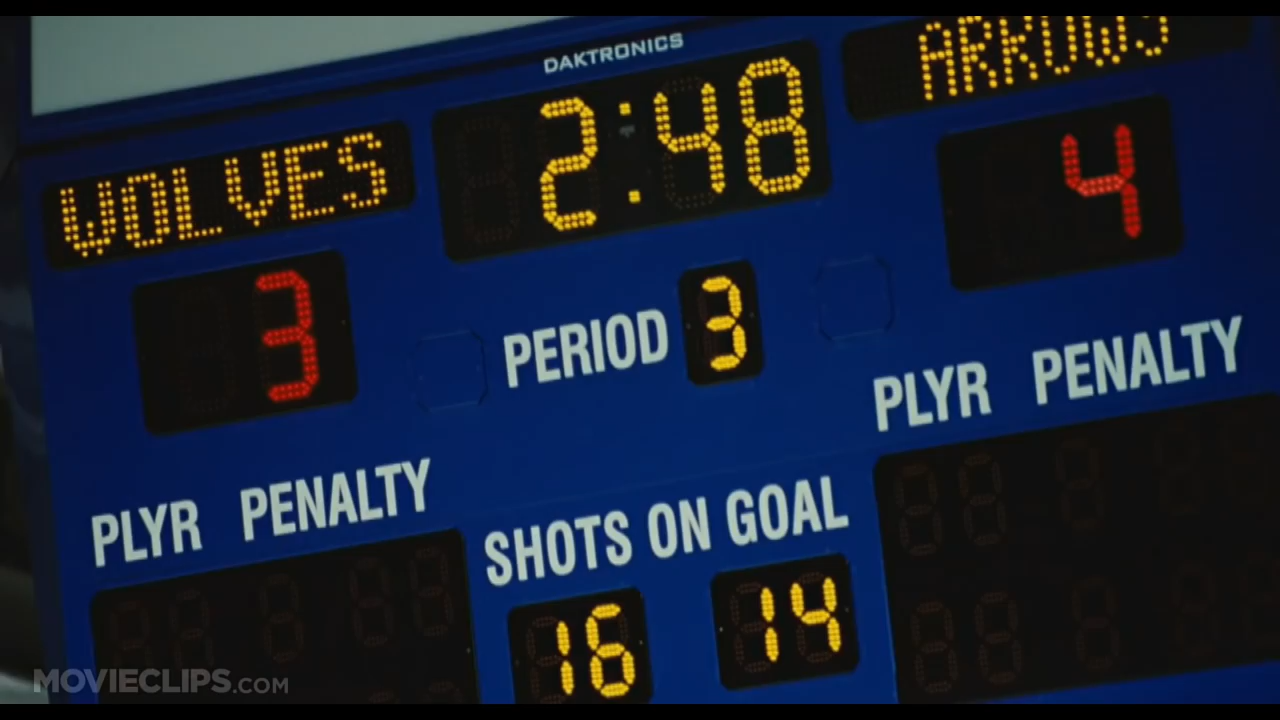 DAKTRONICS
WOLVES
2:48
ARROWS
3
4
PERIOD 3
PLYR PENALTY
PLYR PENALTY
SHOTS ON GOAL
16
14
MOVIECLIPS.COM